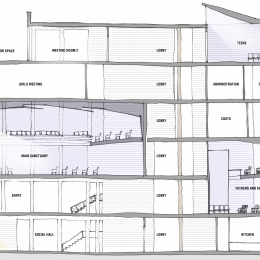 OR SPACE
MEETING ROOM 2
LOBBY
TEENS
GIRLS MEETING
LOBBY
ADMINISTRATION
LOBBY
COATS
MAIN SANCTUARY
LOBBY
ENTRY
LOBBY
FATHERS AND S
SOCIAL HALL
LOBBY
KITCHEN